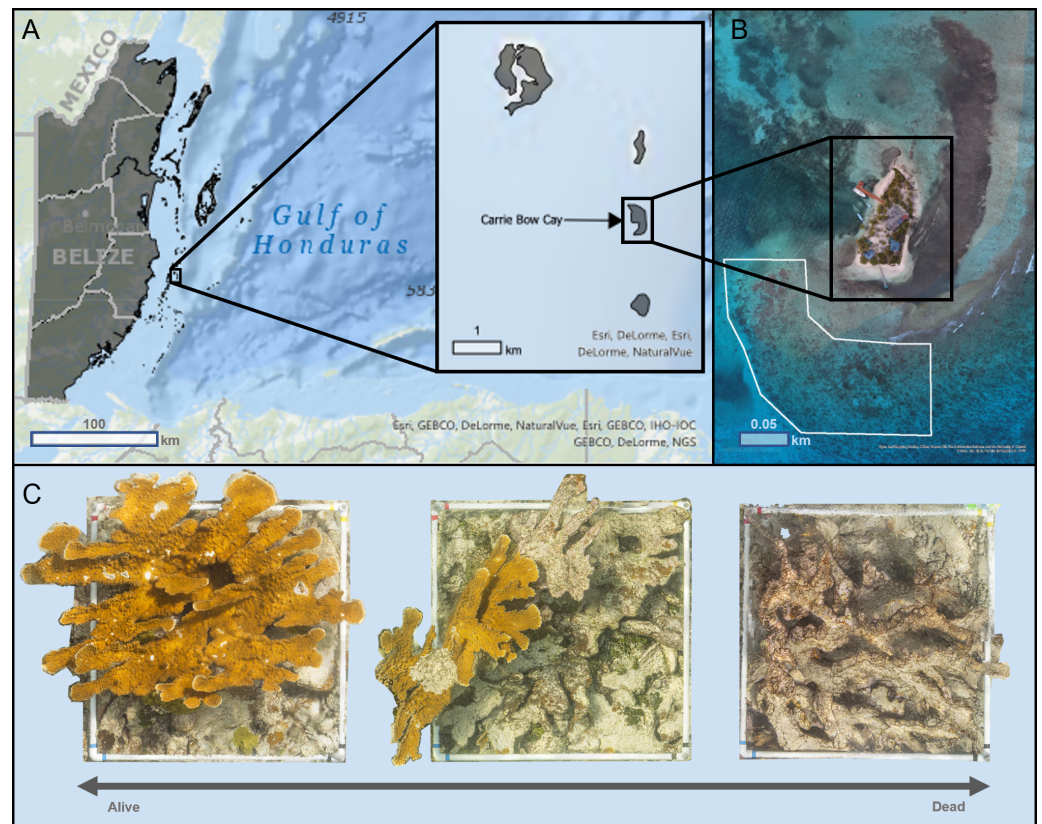 A
4915
MEXICO
Belmopan
BELIZE
Gulf of
Honduras
583
Carrie Bow Cay
1
km
Esri, DeLorme, Esri,
DeLorme, NaturalVue
100
km
Esri, GEBCO, DeLorme, NaturalVue, Esri, GEBCO, IHO-IOC
GEBCO, DeLorme, NGS
B
0.05
km
C
Alive
Dead